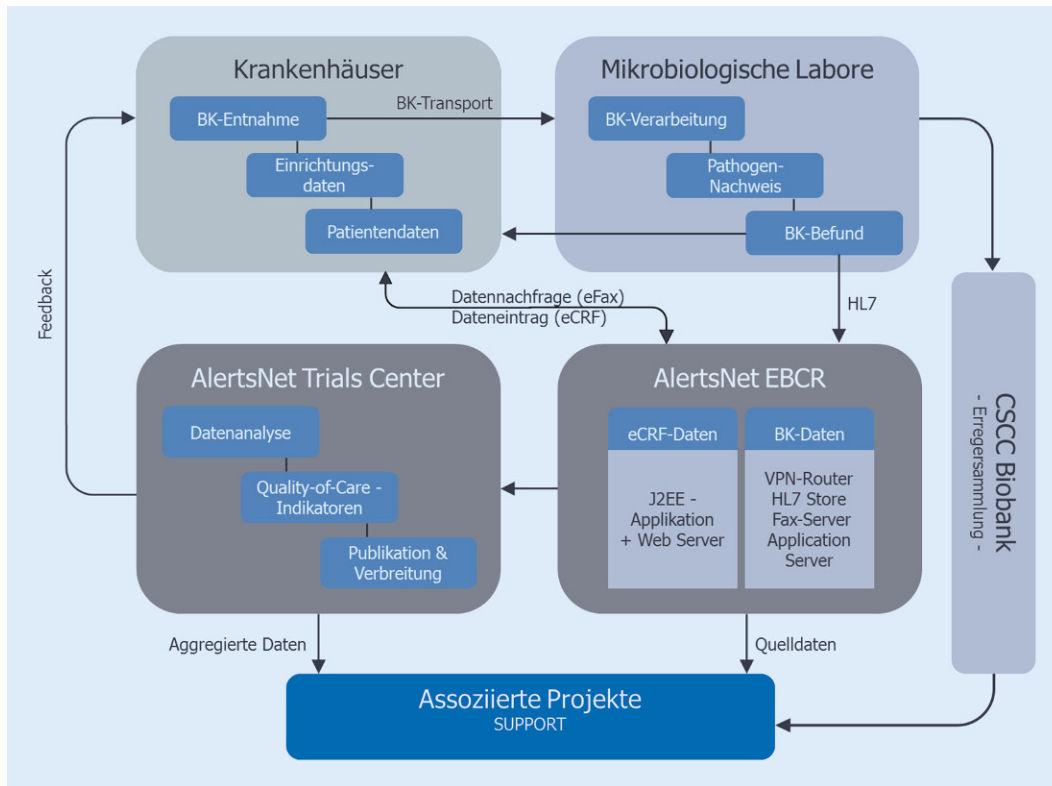 Krankenhäuser
BK-Entnahme
Einrichtungs-
daten
Patientendaten
BK-Transport
Mikrobiologische Labore
BK-Verarbeitung
Pathogen-
Nachweis
BK-Befund
Feedback
Datennachfrage (eFax)
Dateneintrag (eCRF)
HL7
AlertsNet Trials Center
Datenanalyse
Quality-of-Care -
Indikatoren
Publikation &
Verbreitung
AlertsNet EBCR
eCRF-Daten
J2EE -
Applikation
+ Web Server
BK-Daten
VPN-Router
HL7 Store
Fax-Server
Application
Server
CSCC Biobank
- Erregersammlung -
Aggregierte Daten
Quelldaten
Assoziierte Projekte
SUPPORT